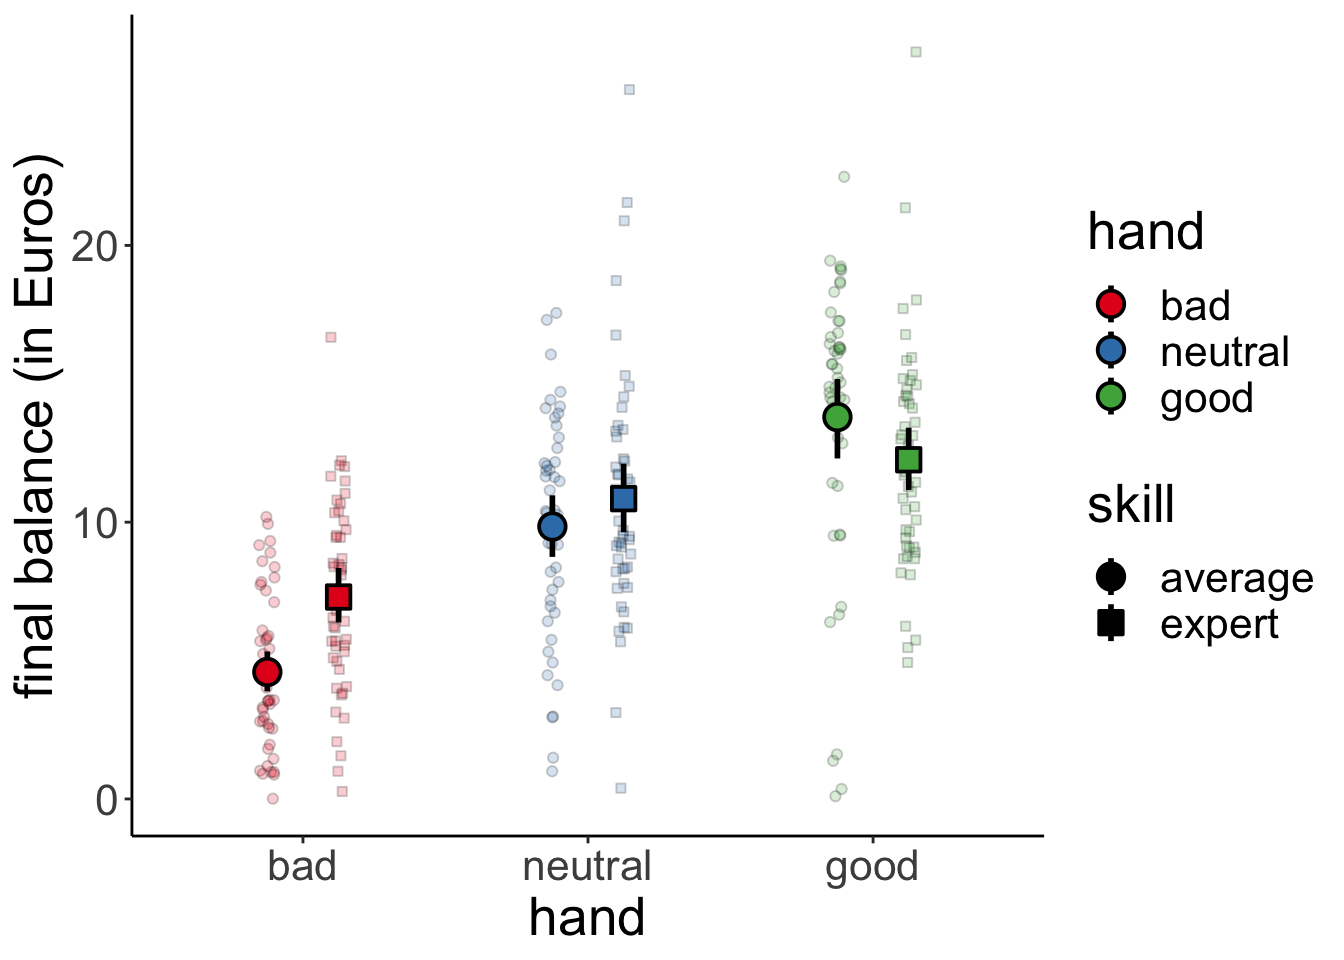 final balance (in Euros)
20
10
0
bad
neutral
good
hand
hand
bad
neutral
good
skill
average
expert